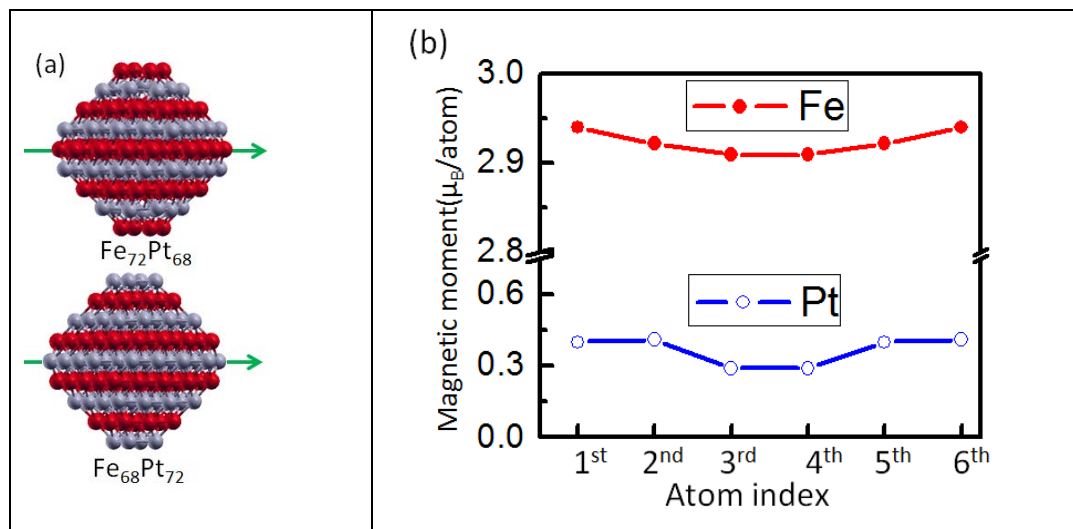 (a)
Fe₇₂Pt₆₈
Fe₆₈Pt₇₂
(b)
Magnetic moment(μ_B/atom)
3.0
2.9
2.8
0.6
0.3
0.0
Fe
Pt
1ˢᵗ 2ⁿᵈ 3ʳᵈ 4ᵗʰ 5ᵗʰ 6ᵗʰ
Atom index